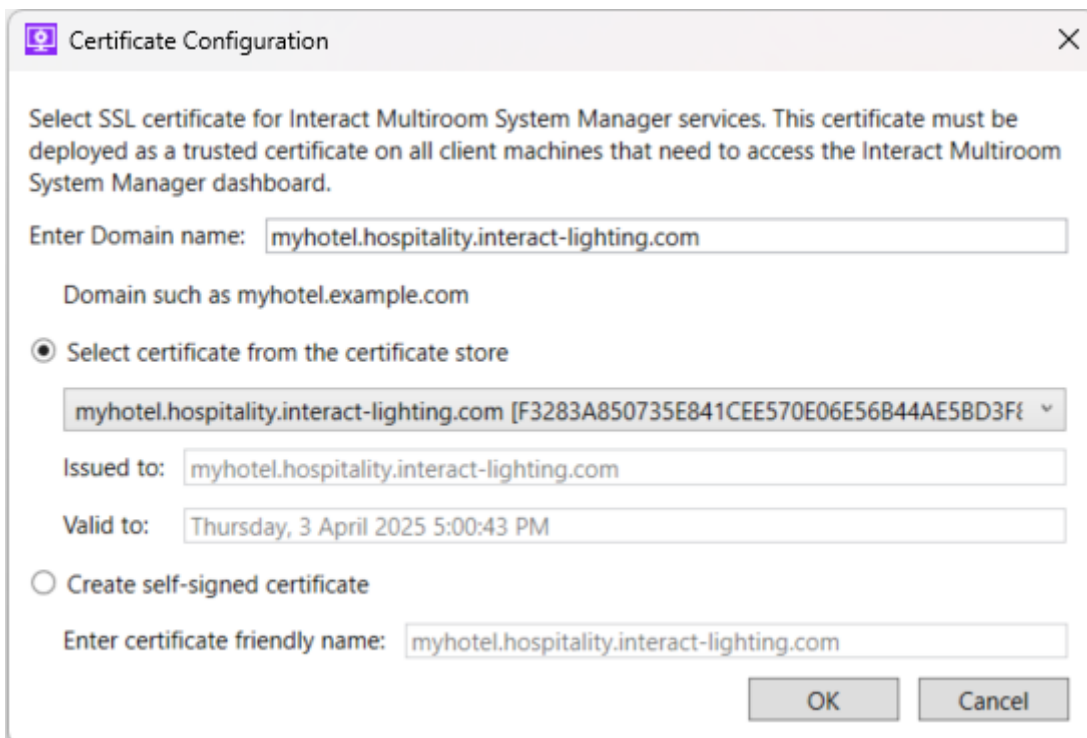 Certificate Configuration
Select SSL certificate for Interact Multiroom System Manager services. This certificate must be
deployed as a trusted certificate on all client machines that need to access the Interact Multiroom
System Manager dashboard.
Enter Domain name: myhotel.hospitality.interact-lighting.com
Domain such as myhotel.example.com
Select certificate from the certificate store
myhotel.hospitality.interact-lighting.com [F3283A850735E841CEE570E06E56B44AE5BD3F8
Issued to: myhotel.hospitality.interact-lighting.com
Valid to: Thursday, 3 April 2025 5:00:43 PM
Create self-signed certificate
Enter certificate friendly name: myhotel.hospitality.interact-lighting.com
OK Cancel